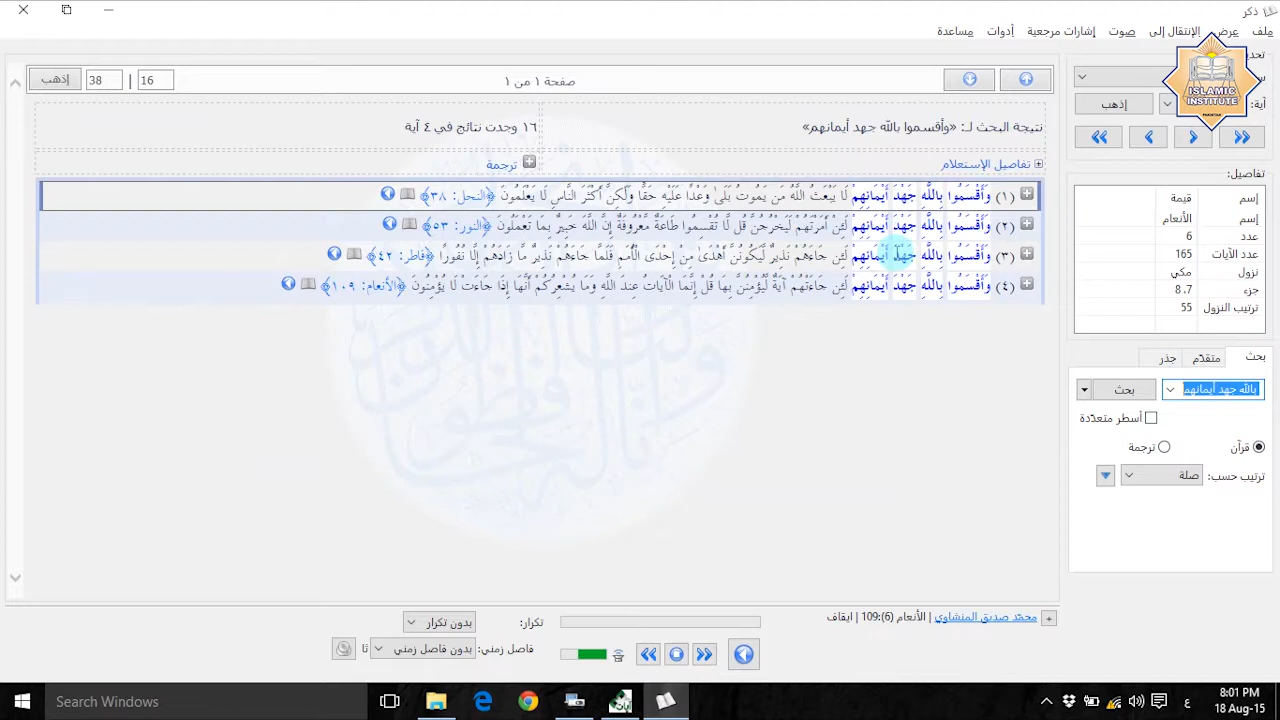 ذكر
ملف عرض الإنتقال إلى صوت إشارات مرجعية أدوات مساعدة
ISLAMIC
INSTITUTE
PAKISTAN
إذهب 38 | 16
صفحة ١ من ١
آية:
إذهب
نتيجة البحث لـ: «وأقسموا بالله جهد أيمانهم»
١٦ وجدت نتائج في ٤ آية
تفاصيل الإستعلام
ترجمة
(١) وَأَقْسَمُوا بِاللَّهِ جَهْدَ أَيْمَانِهِمْ لَا يَبْعَثُ اللَّهُ مَن يَمُوتُ بَلَىٰ وَعْدًا عَلَيْهِ حَقًّا وَلَٰكِنَّ أَكْثَرَ النَّاسِ لَا يَعْلَمُونَ ﴿النحل: ٣٨﴾
(٢) وَأَقْسَمُوا بِاللَّهِ جَهْدَ أَيْمَانِهِمْ لَئِنْ أَمَرْتَهُمْ لَيَخْرُجُنَّ قُل لَّا تُقْسِمُوا طَاعَةٌ مَّعْرُوفَةٌ إِنَّ اللَّهَ خَبِيرٌ بِمَا تَعْمَلُونَ ﴿النور: ٥٣﴾
(٣) وَأَقْسَمُوا بِاللَّهِ جَهْدَ أَيْمَانِهِمْ لَئِن جَاءَهُمْ نَذِيرٌ لَّيَكُونُنَّ أَهْدَىٰ مِنْ إِحْدَى الْأُمَمِ فَلَمَّا جَاءَهُمْ نَذِيرٌ مَّا زَادَهُمْ إِلَّا نُفُورًا ﴿فاطر: ٤٢﴾
(٤) وَأَقْسَمُوا بِاللَّهِ جَهْدَ أَيْمَانِهِمْ لَئِن جَاءَتْهُمْ آيَةٌ لَّيُؤْمِنُنَّ بِهَا قُلْ إِنَّمَا الْآيَاتُ عِندَ اللَّهِ وَمَا يُشْعِرُكُمْ أَنَّهَا إِذَا جَاءَتْ لَا يُؤْمِنُونَ ﴿الأنعام: ١٠٩﴾
تفاصيل:
إسم قيمة
إسم الأنعام
عدد 6
عدد الآيات 165
نزول مكي
جزء 8, 7
ترتيب النزول 55
بحث متقدّم جذر
بالله جهد أيمانهم بحث
أسطر متعدّدة
قرآن ترجمة
ترتيب حسب: صلة
محمّد صديق المنشاوي | الأنعام (6):109 | ايقاف
تكرار: بدون تكرار
فاصل زمني: بدون فاصل زمني ثا
Search Windows
آیات
ع
8:01 PM
18 Aug-15